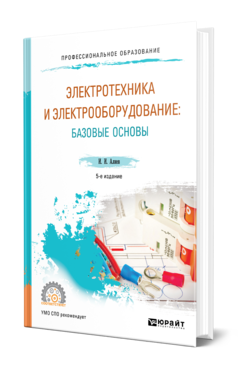 ПРОФЕССИОНАЛЬНОЕ ОБРАЗОВАНИЕ
ЭЛЕКТРОТЕХНИКА
И ЭЛЕКТРООБОРУДОВАНИЕ:
БАЗОВЫЕ ОСНОВЫ
И. И. Алиев
5-е издание
УМО СПО рекомендует
юрайт